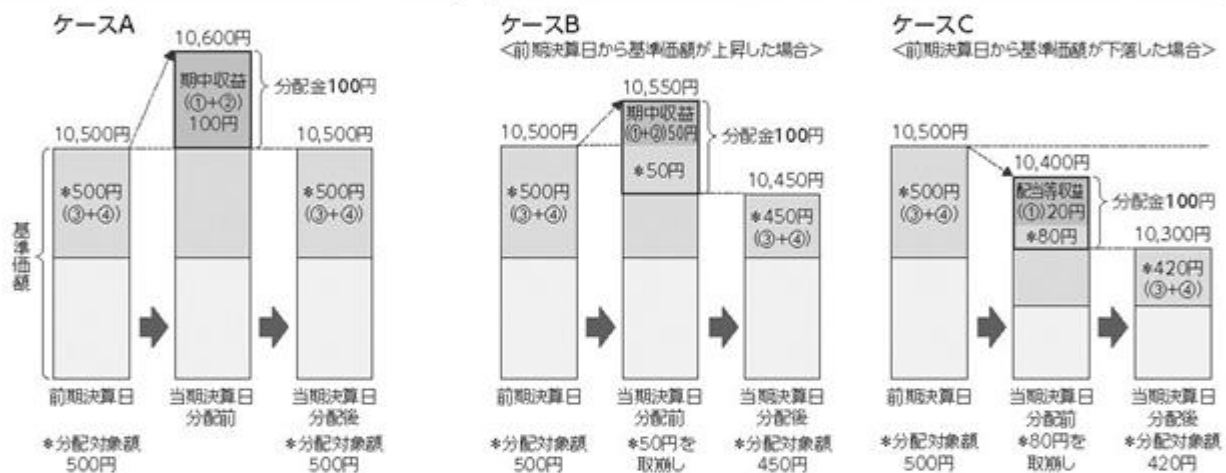 ケースA
10,600円
期中収益
(①+②)
100円
分配金100円
10,500円
10,500円
*500円
(③+④)
*500円
(③+④)
基準価額
前期決算日
当期決算日
分配前
当期決算日
分配後
*分配対象額
500円
*分配対象額
500円
ケースB
<前期決算日から基準価額が上昇した場合>
10,550円
期中収益
(①+②)50円
*50円
分配金100円
10,500円
10,450円
*500円
(③+④)
*450円
(③+④)
前期決算日
当期決算日
分配前
当期決算日
分配後
*分配対象額
500円
*50円を
取崩し
*分配対象額
450円
ケースC
<前期決算日から基準価額が下落した場合>
10,500円
10,400円
配当等収益
(①)20円
*80円
分配金100円
10,300円
*500円
(③+④)
*420円
(③+④)
前期決算日
当期決算日
分配前
当期決算日
分配後
*分配対象額
500円
*80円を
取崩し
*分配対象額
420円